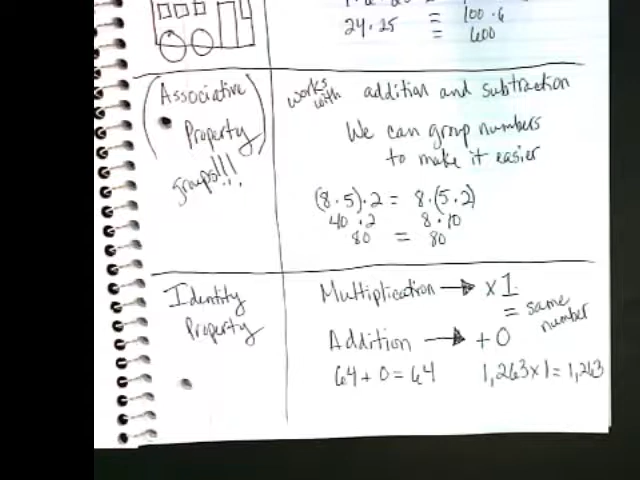 24 · 25 = 100 · 6
= 600
(Associative
Property
groups!!!
works with addition and subtraction
We can group numbers
to make it easier
(8 · 5) · 2 = 8 · (5 · 2)
40 · 2 8 · 10
80 = 80
Identity
Property
Multiplication → x 1
= same
number
Addition → + 0
64 + 0 = 64 1,263 x 1 = 1,263